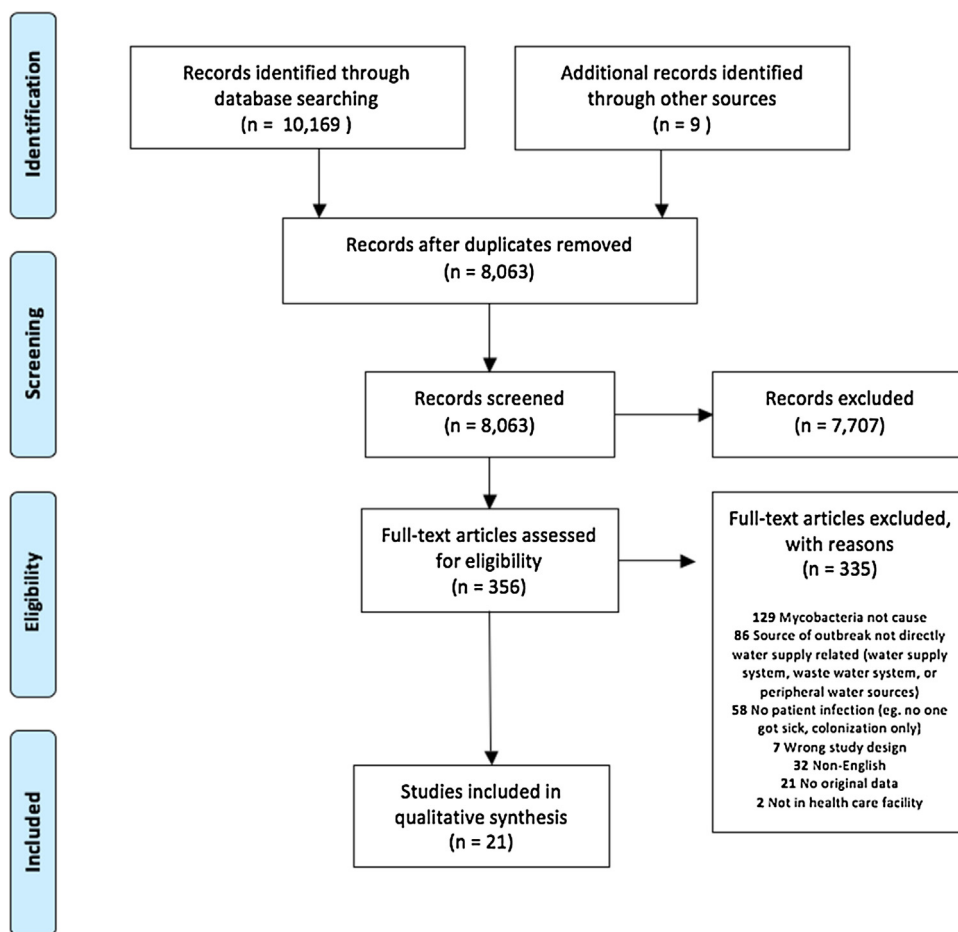 Identification
Records identified through
database searching
(n = 10,169 )
Additional records identified
through other sources
(n = 9 )
Records after duplicates removed
(n = 8,063)
Screening
Records screened
(n = 8,063)
Records excluded
(n = 7,707)
Eligibility
Full-text articles assessed
for eligibility
(n = 356)
Full-text articles excluded,
with reasons
(n = 335)
129 Mycobacteria not cause
86 Source of outbreak not directly
water supply related (water supply
system, waste water system, or
peripheral water sources)
58 No patient infection (eg. no one
got sick, colonization only)
7 Wrong study design
32 Non-English
21 No original data
2 Not in health care facility
Included
Studies included in
qualitative synthesis
(n = 21)